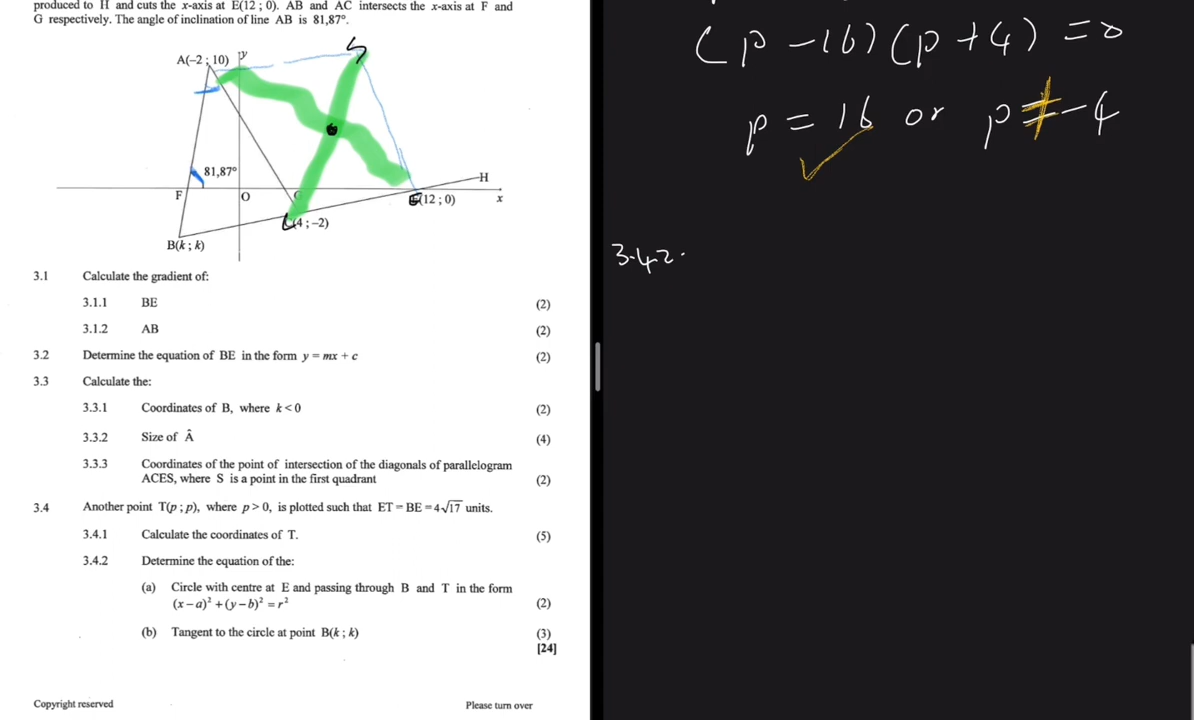 produced to H and cuts the x-axis at E(12 ; 0). AB and AC intersects the x-axis at F and
G respectively. The angle of inclination of line AB is 81,87°.
S
A(−2 ; 10) y
81,87°
H
F O G E(12 ; 0) x
C(4 ; −2)
B(k ; k)
3.1 Calculate the gradient of:
3.1.1 BE (2)
3.1.2 AB (2)
3.2 Determine the equation of BE in the form y = mx + c (2)
3.3 Calculate the:
3.3.1 Coordinates of B, where k < 0 (2)
3.3.2 Size of Â (4)
3.3.3 Coordinates of the point of intersection of the diagonals of parallelogram
ACES, where S is a point in the first quadrant (2)
3.4 Another point T(p ; p), where p > 0, is plotted such that ET = BE = 4√17 units.
3.4.1 Calculate the coordinates of T. (5)
3.4.2 Determine the equation of the:
(a) Circle with centre at E and passing through B and T in the form
(x − a)² + (y − b)² = r² (2)
(b) Tangent to the circle at point B(k ; k) (3)
[24]
Copyright reserved Please turn over
(p − 16)(p + 4) = 0
p = 16 or p ≠ −4
3.4.2.